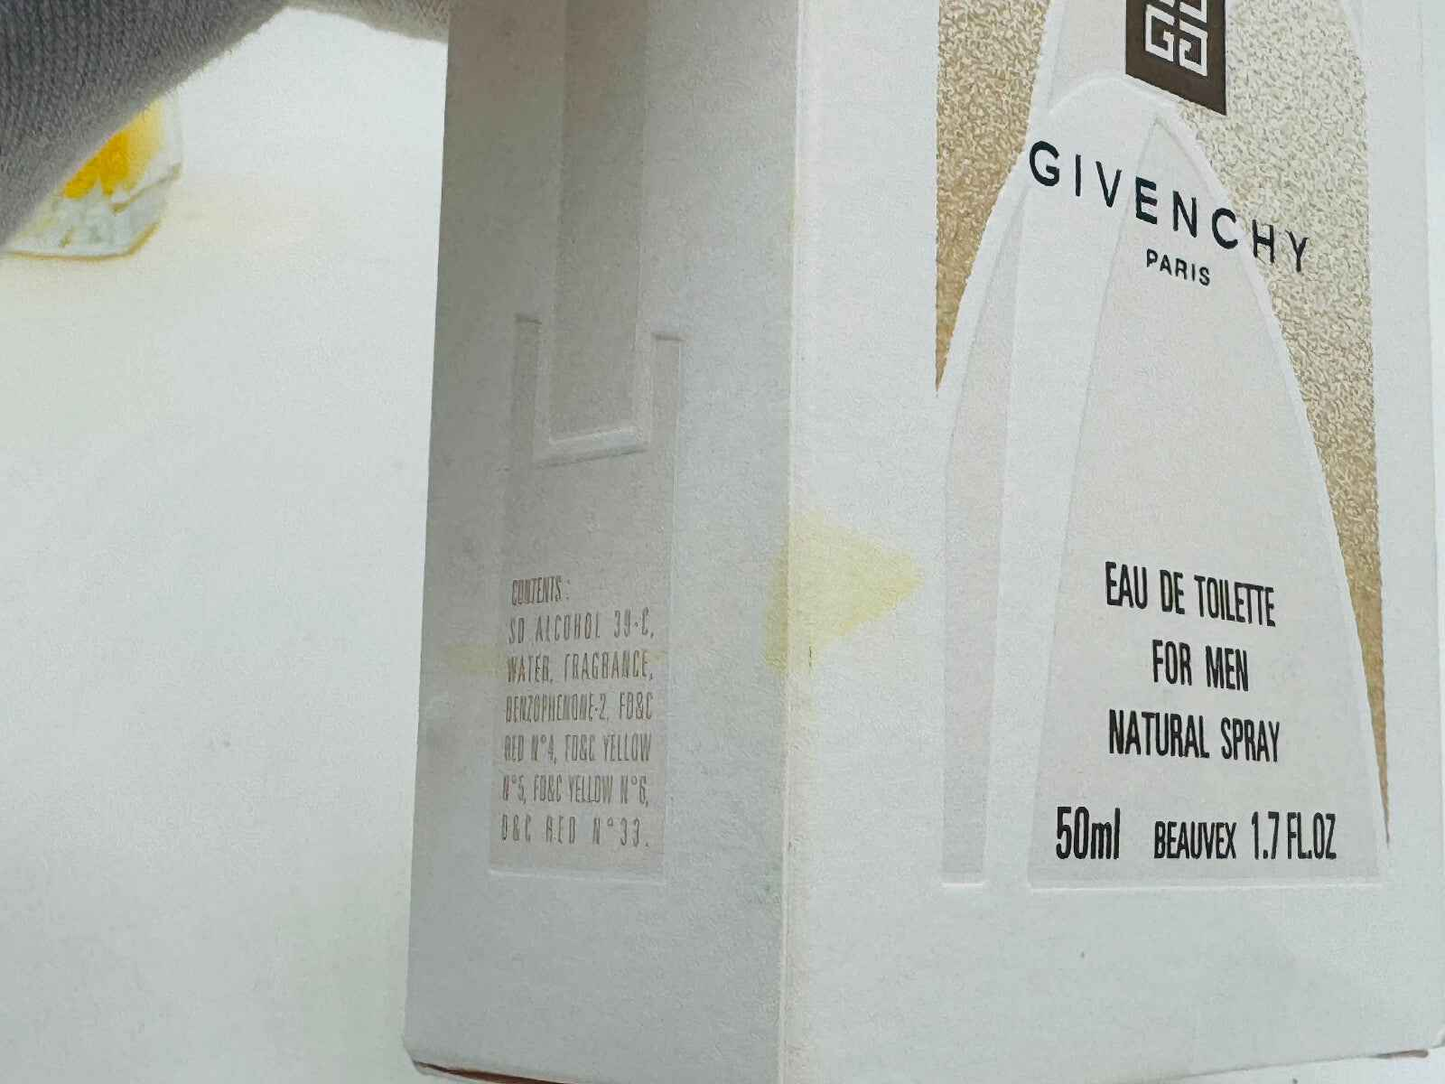 GIVENCHY
PARIS
EAU DE TOILETTE
FOR MEN
NATURAL SPRAY
50ml BEAUVEX 1.7 FL.OZ
CONTENTS :
SD ALCOHOL 39-C,
WATER, FRAGRANCE,
BENZOPHENONE-2, FD&C
RED N°4, FD&C YELLOW
N°5, FD&C YELLOW N°6,
D&C RED N°33.